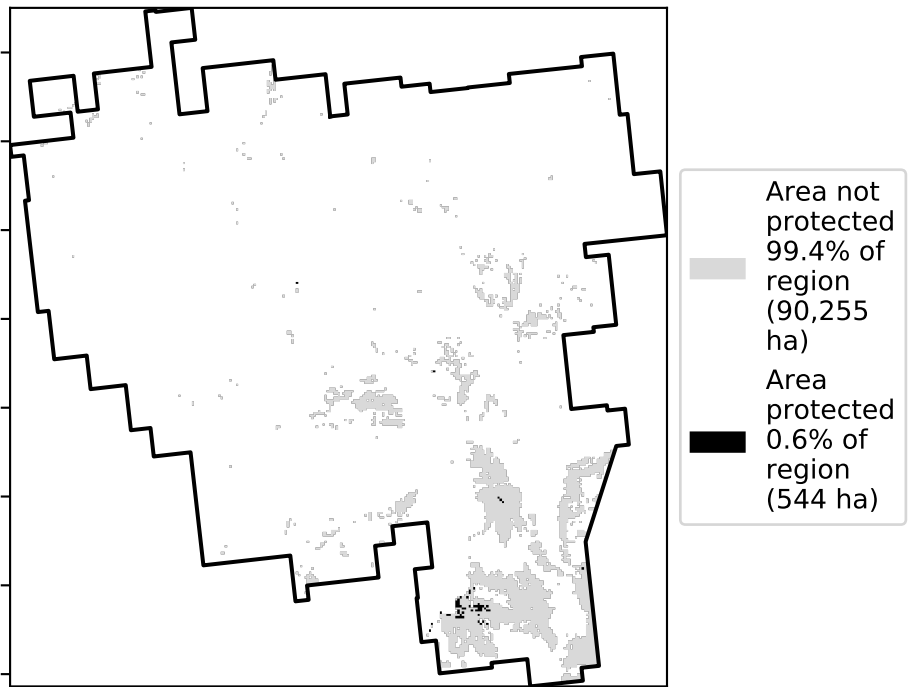 Area not
protected
99.4% of
region
(90,255
ha)
Area
protected
0.6% of
region
(544 ha)